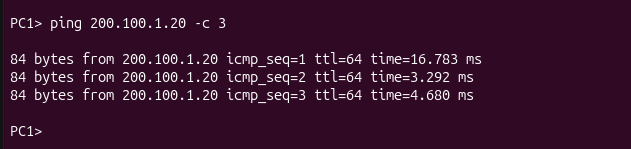 PC1> ping 200.100.1.20 -c 3
84 bytes from 200.100.1.20 icmp_seq=1 ttl=64 time=16.783 ms
84 bytes from 200.100.1.20 icmp_seq=2 ttl=64 time=3.292 ms
84 bytes from 200.100.1.20 icmp_seq=3 ttl=64 time=4.680 ms
PC1>